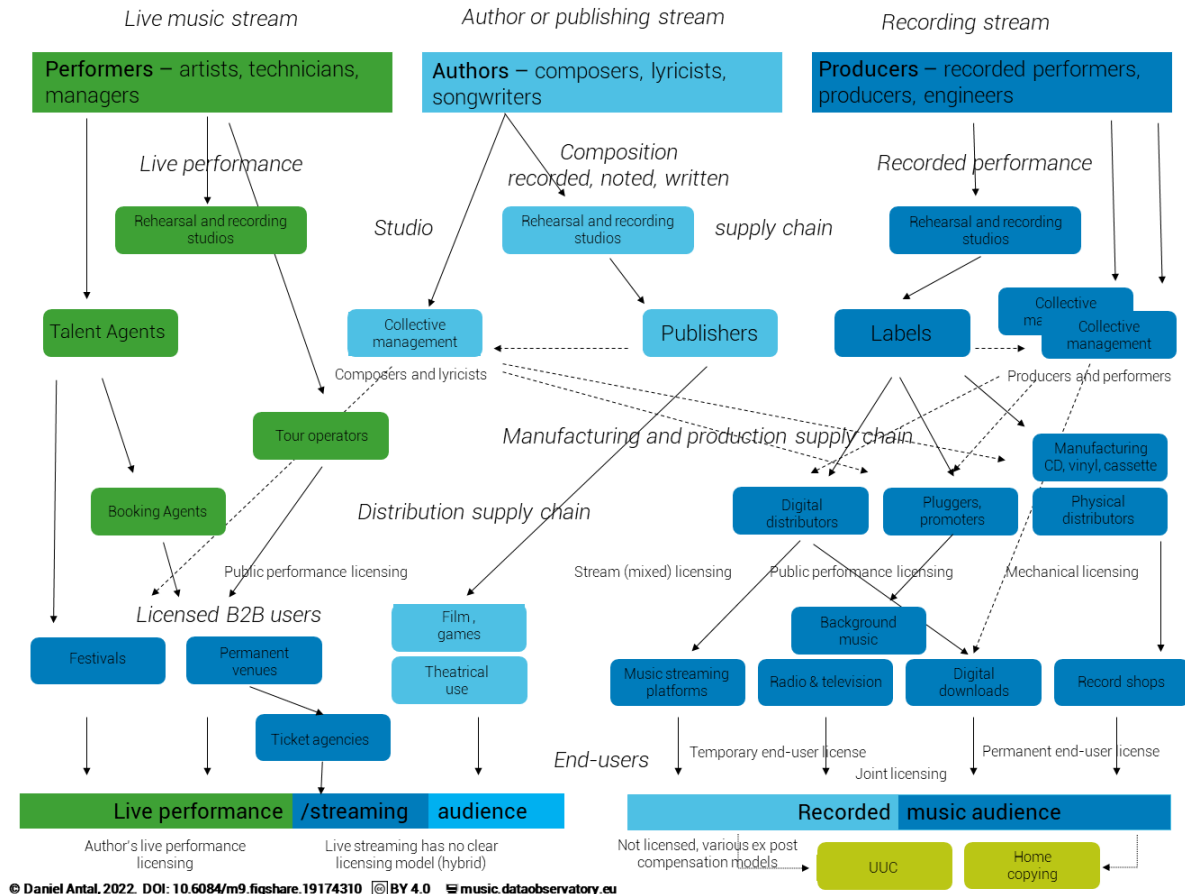 Live music stream
Author or publishing stream
Recording stream
Performers – artists, technicians,
managers
Authors – composers, lyricists,
songwriters
Producers – recorded performers,
producers, engineers
Live performance
Composition
recorded, noted, written
Recorded performance
Rehearsal and recording
studios
Studio
Rehearsal and recording
studios
supply chain
Rehearsal and recording
studios
Talent Agents
Collective
management
Publishers
Labels
Collective
Collective
management
Composers and lyricists
Producers and performers
Tour operators
Manufacturing and production supply chain
Manufacturing
CD, vinyl, cassette
Booking Agents
Distribution supply chain
Digital
distributors
Pluggers,
promoters
Physical
distributors
Public performance licensing
Stream (mixed) licensing
Public performance licensing
Mechanical licensing
Licensed B2B users
Film ,
games
Background
music
Festivals
Permanent
venues
Theatrical
use
Music streaming
platforms
Radio & television
Digital
downloads
Record shops
Ticket agencies
End-users
Temporary end-user license
Permanent end-user license
Joint licensing
Live performance /streaming audience
Recorded music audience
Author's live performance
licensing
Live streaming has no clear
licensing model (hybrid)
Not licensed, various ex post
compensation models
UUC
Home
copying
© Daniel Antal, 2022. DOI: 10.6084/m9.figshare.19174310 cc BY 4.0 music.dataobservatory.eu